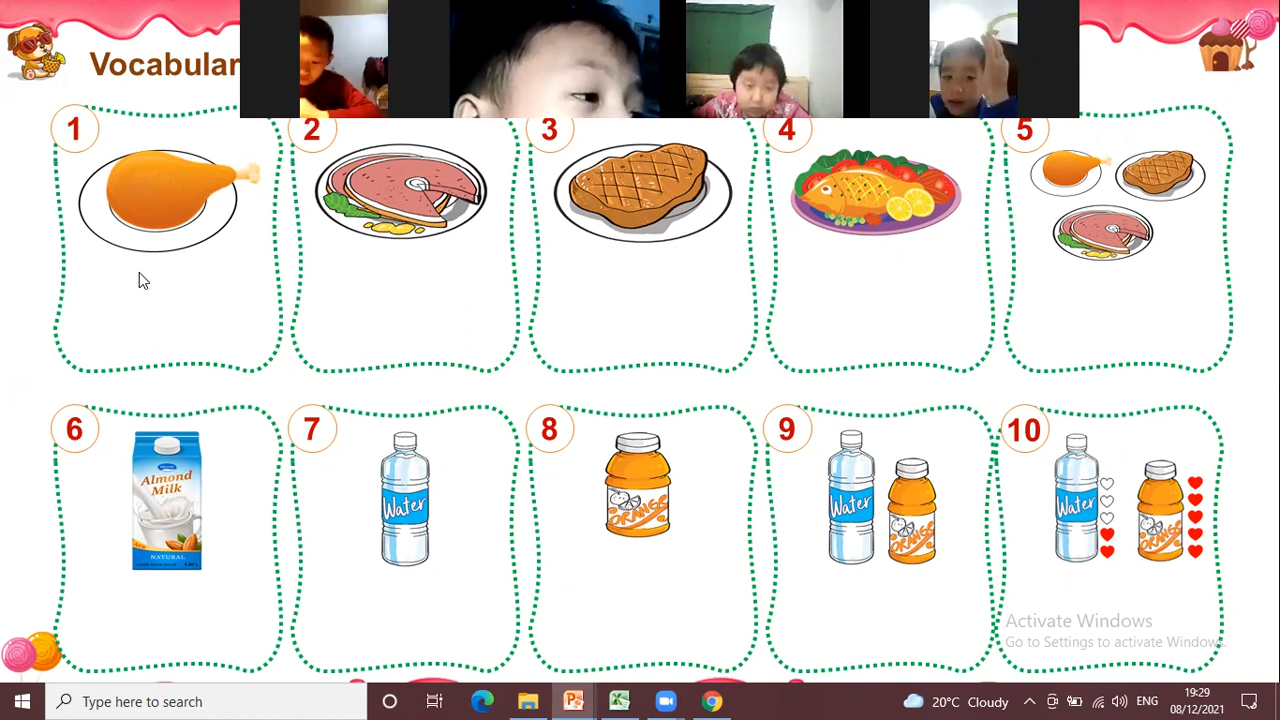 Vocabular
1
2
3
4
5
6
7
8
9
10
Almond
Milk
NATURAL
Water
ORANGE
Water
ORANGE
Water
ORANGE
Activate Windows
Go to Settings to activate Windows.
Type here to search
20°C Cloudy
ENG
19:29
08/12/2021